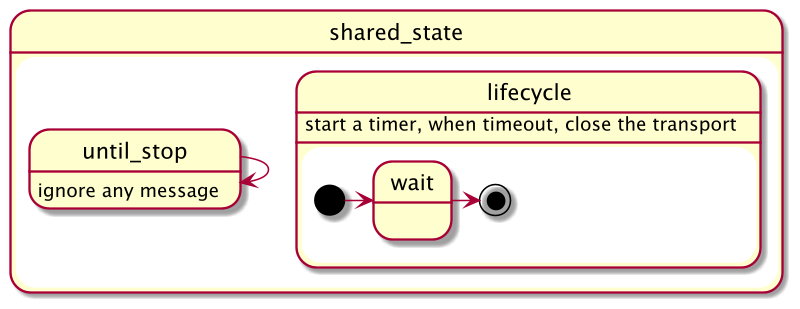 shared_state
lifecycle
start a timer, when timeout, close the transport
until_stop
ignore any message
wait